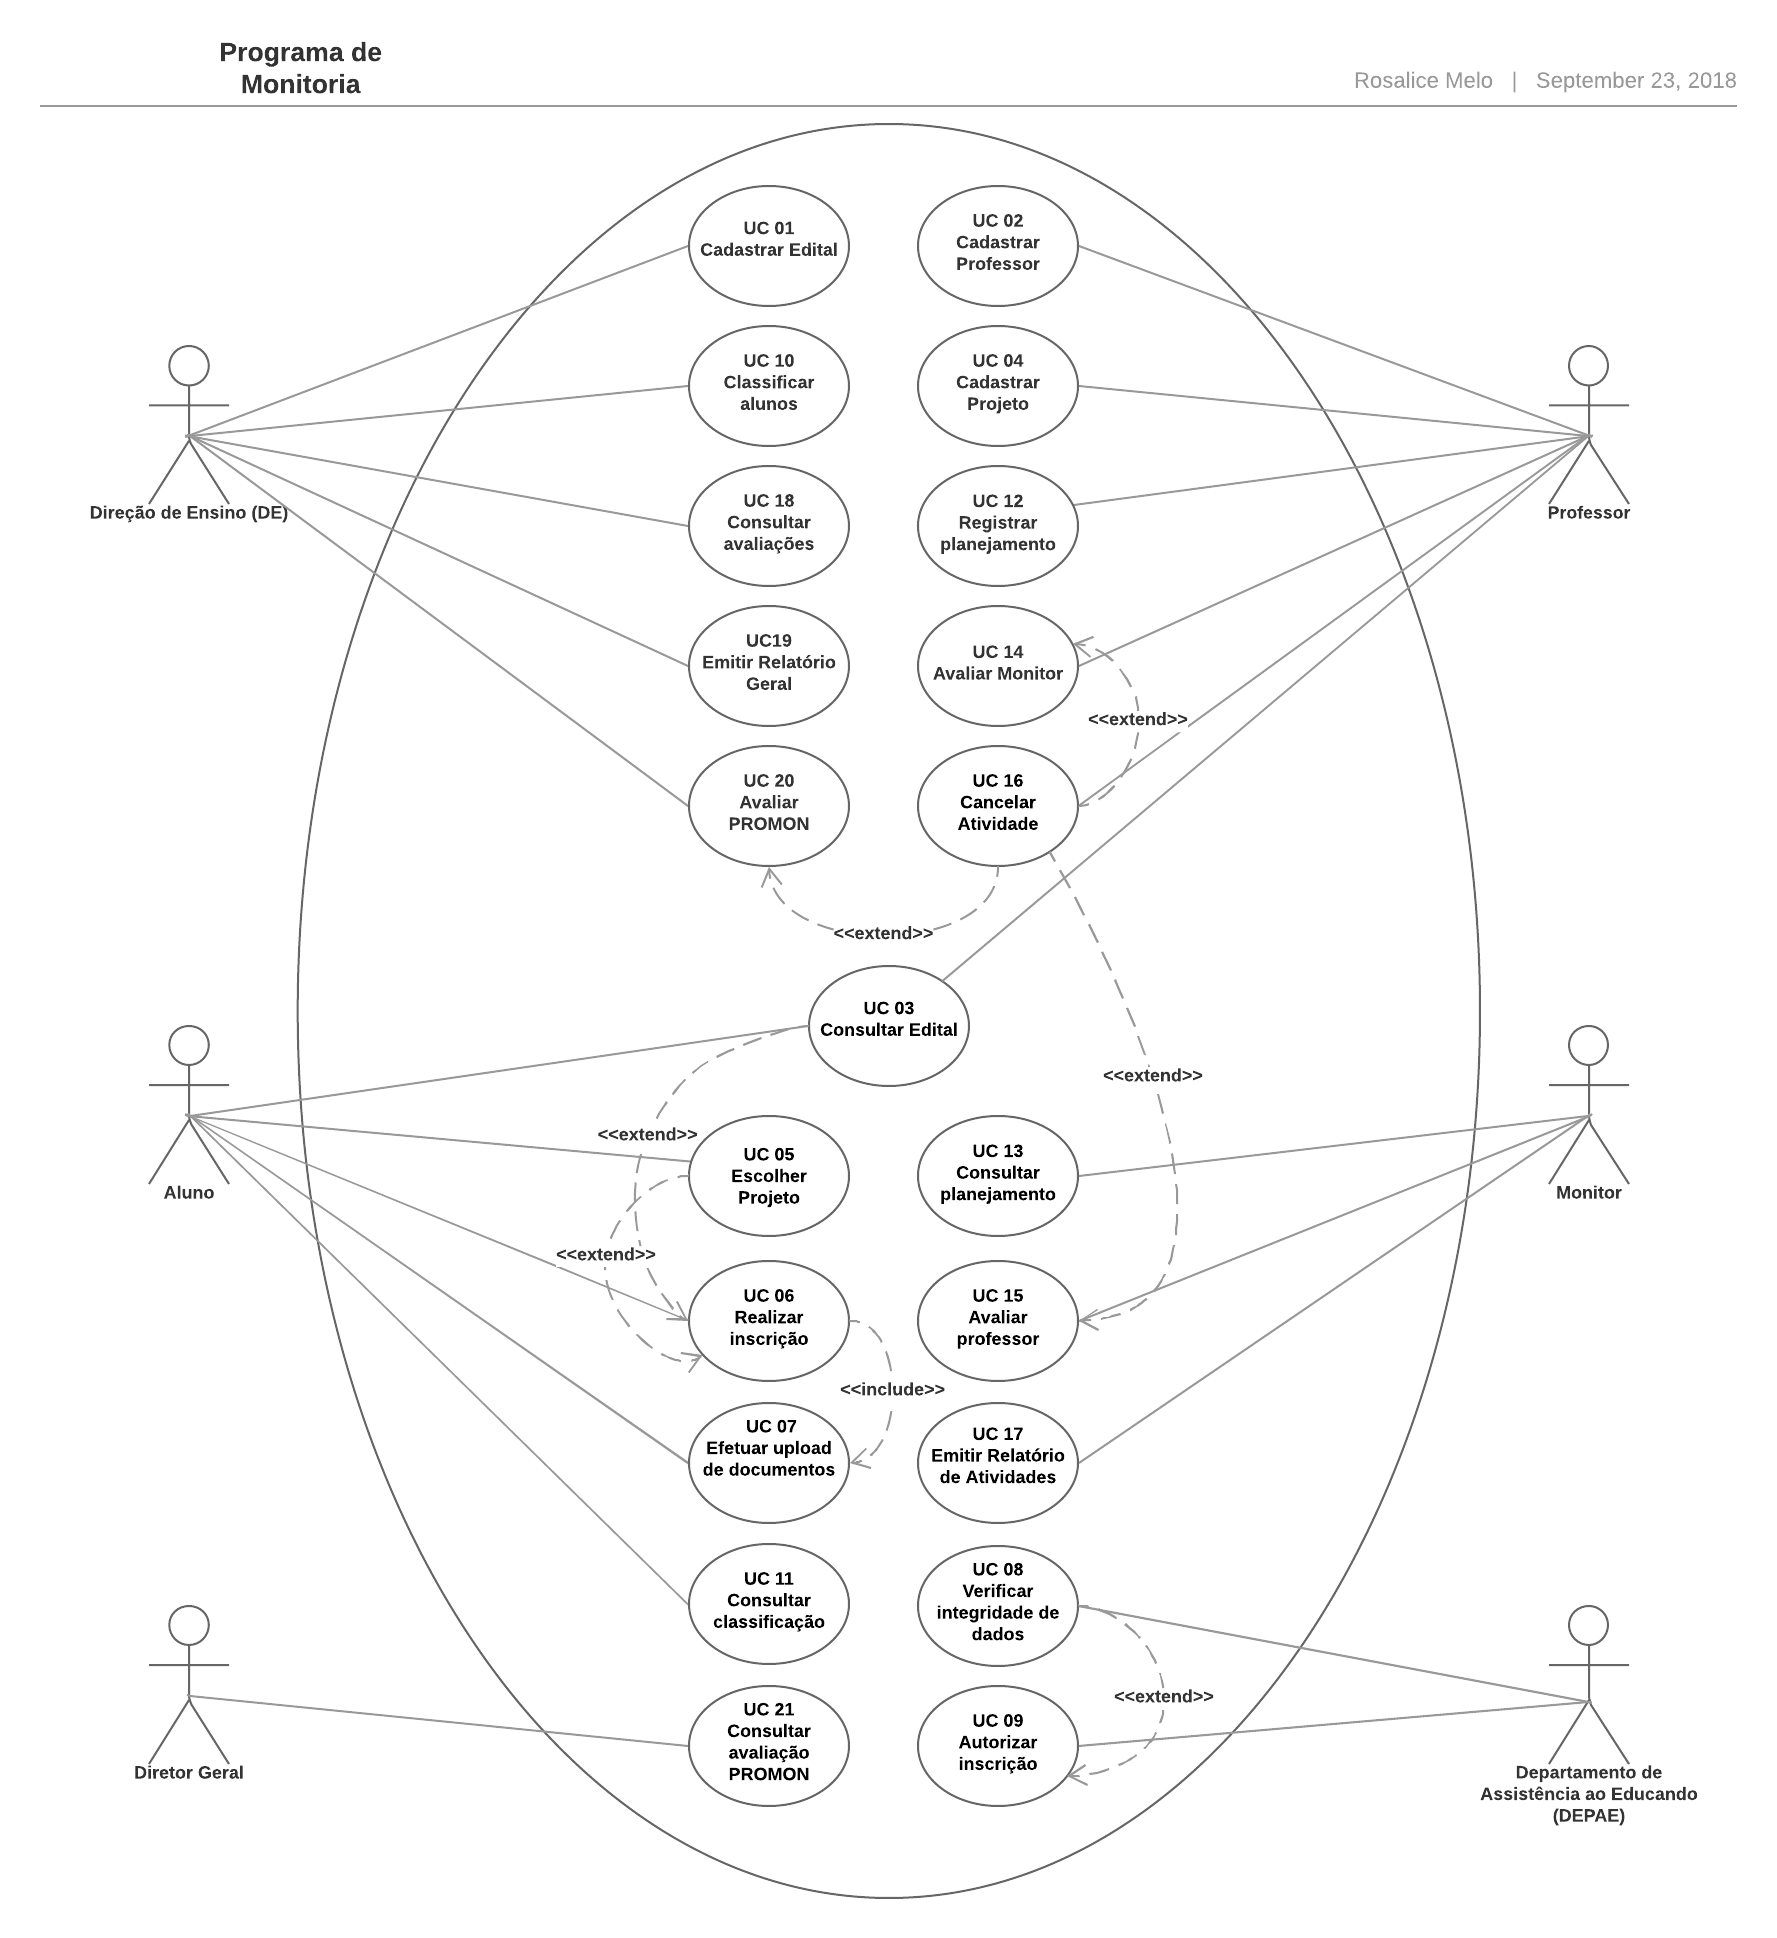 Programa de
Monitoria
Rosalice Melo | September 23, 2018
UC 01
Cadastrar Edital
UC 02
Cadastrar
Professor
UC 10
Classificar
alunos
UC 04
Cadastrar
Projeto
Direção de Ensino (DE)
UC 18
Consultar
avaliações
UC 12
Registrar
planejamento
Professor
UC19
Emitir Relatório
Geral
UC 14
Avaliar Monitor
<<extend>>
UC 20
Avaliar
PROMON
UC 16
Cancelar
Atividade
<<extend>>
UC 03
Consultar Edital
<<extend>>
<<extend>>
UC 05
Escolher
Projeto
UC 13
Consultar
planejamento
Aluno
Monitor
<<extend>>
UC 06
Realizar
inscrição
UC 15
Avaliar
professor
<<include>>
UC 07
Efetuar upload
de documentos
UC 17
Emitir Relatório
de Atividades
UC 11
Consultar
classificação
UC 08
Verificar
integridade de
dados
<<extend>>
UC 21
Consultar
avaliação
PROMON
UC 09
Autorizar
inscrição
Diretor Geral
Departamento de
Assistência ao Educando
(DEPAE)